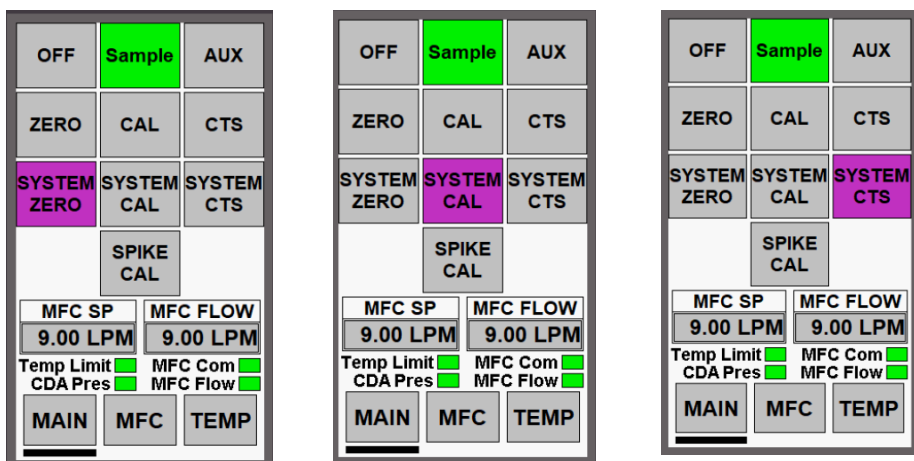 OFF Sample AUX
ZERO CAL CTS
SYSTEM SYSTEM SYSTEM
ZERO CAL CTS
SPIKE
CAL
MFC SP MFC FLOW
9.00 LPM 9.00 LPM
Temp Limit MFC Com
CDA Pres MFC Flow
MAIN MFC TEMP
OFF Sample AUX
ZERO CAL CTS
SYSTEM SYSTEM SYSTEM
ZERO CAL CTS
SPIKE
CAL
MFC SP MFC FLOW
9.00 LPM 9.00 LPM
Temp Limit MFC Com
CDA Pres MFC Flow
MAIN MFC TEMP
OFF Sample AUX
ZERO CAL CTS
SYSTEM SYSTEM SYSTEM
ZERO CAL CTS
SPIKE
CAL
MFC SP MFC FLOW
9.00 LPM 9.00 LPM
Temp Limit MFC Com
CDA Pres MFC Flow
MAIN MFC TEMP